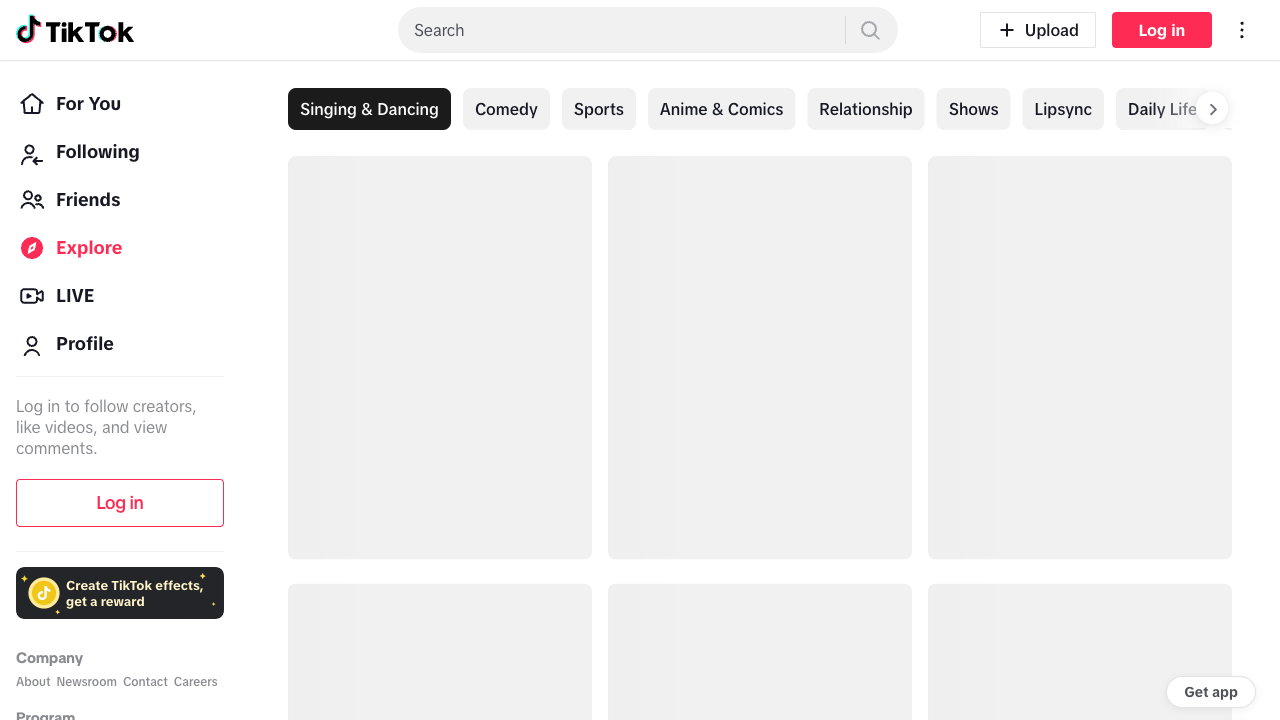 TikTok
Search
Upload
Log in
For You
Following
Friends
Explore
LIVE
Profile
Log in to follow creators,
like videos, and view
comments.
Log in
Create TikTok effects,
get a reward
Company
About Newsroom Contact Careers
Program
Singing & Dancing
Comedy
Sports
Anime & Comics
Relationship
Shows
Lipsync
Daily Life
Get app